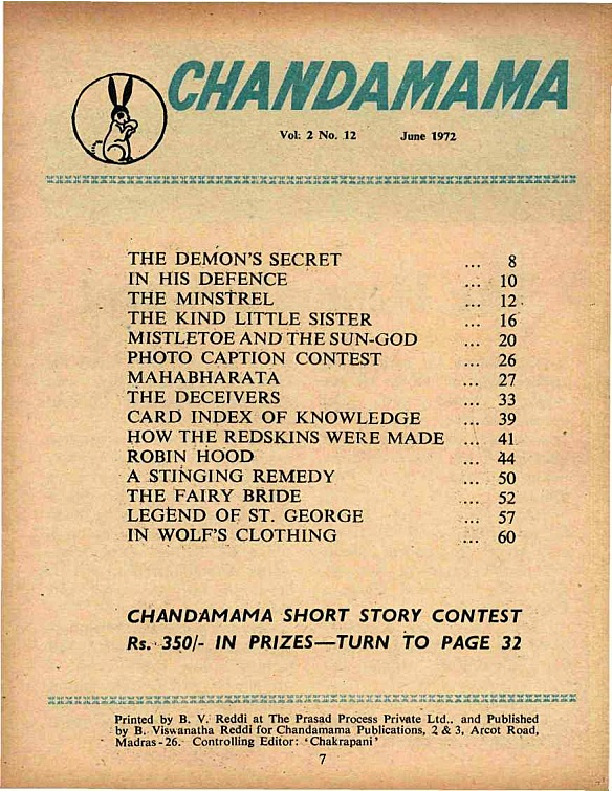 CHANDAMAMA
Vol: 2 No. 12 June 1972
THE DEMON'S SECRET ... 8
IN HIS DEFENCE ... 10
THE MINSTREL ... 12
THE KIND LITTLE SISTER ... 16
MISTLETOE AND THE SUN-GOD ... 20
PHOTO CAPTION CONTEST ... 26
MAHABHARATA ... 27
THE DECEIVERS ... 33
CARD INDEX OF KNOWLEDGE ... 39
HOW THE REDSKINS WERE MADE ... 41
ROBIN HOOD ... 44
A STINGING REMEDY ... 50
THE FAIRY BRIDE ... 52
LEGEND OF ST. GEORGE ... 57
IN WOLF'S CLOTHING ... 60
CHANDAMAMA SHORT STORY CONTEST
Rs. 350/- IN PRIZES—TURN TO PAGE 32
Printed by B. V. Reddi at The Prasad Process Private Ltd., and Published
by B. Viswanatha Reddi for Chandamama Publications, 2 & 3, Arcot Road,
Madras - 26. Controlling Editor: 'Chakrapani'
7